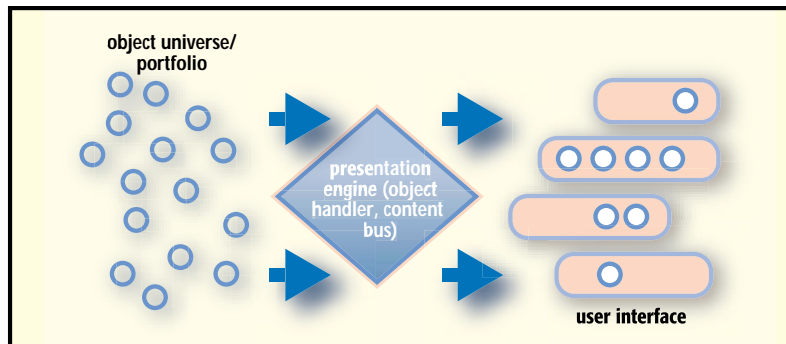 object universe/
portfolio
presentation
engine (object
handler, content
bus)
user interface